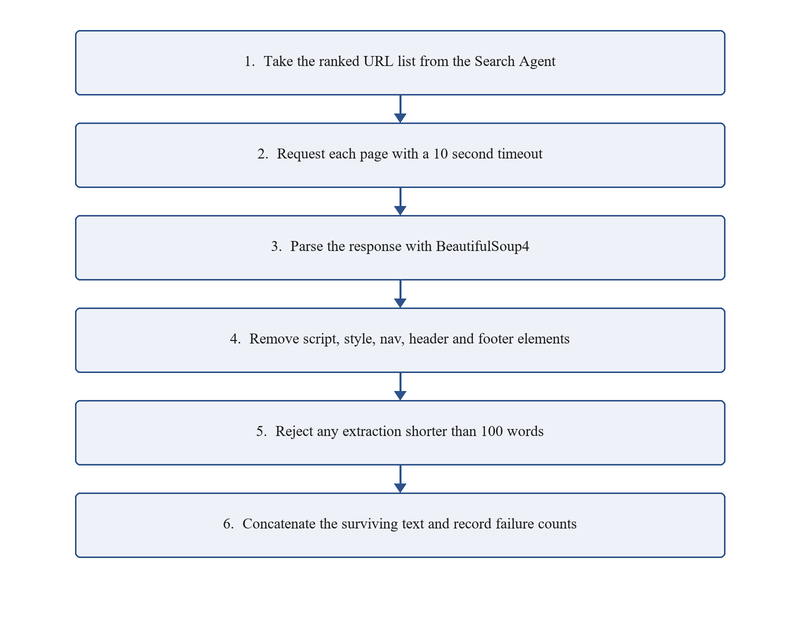 1. Take the ranked URL list from the Search Agent
2. Request each page with a 10 second timeout
3. Parse the response with BeautifulSoup4
4. Remove script, style, nav, header and footer elements
5. Reject any extraction shorter than 100 words
6. Concatenate the surviving text and record failure counts